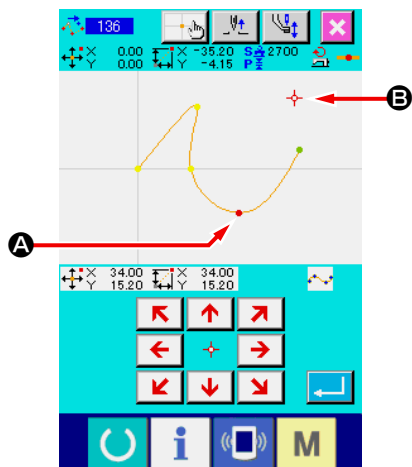 136
X 0.00 X -35.20 S 2700
Y 0.00 Y -4.15 P
B
A
X 34.00 X 34.00
Y 15.20 Y 15.20
i
M